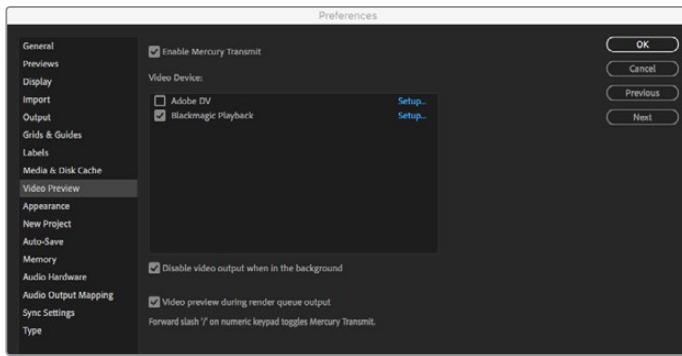 Preferences
General
Previews
Display
Import
Output
Grids & Guides
Labels
Media & Disk Cache
Video Preview
Appearance
New Project
Auto-Save
Memory
Audio Hardware
Audio Output Mapping
Sync Settings
Type
Enable Mercury Transmit
Video Device:
Adobe DV Setup...
Blackmagic Playback Setup...
Disable video output when in the background
Video preview during render queue output
Forward slash '/' on numeric keypad toggles Mercury Transmit.
OK
Cancel
Previous
Next